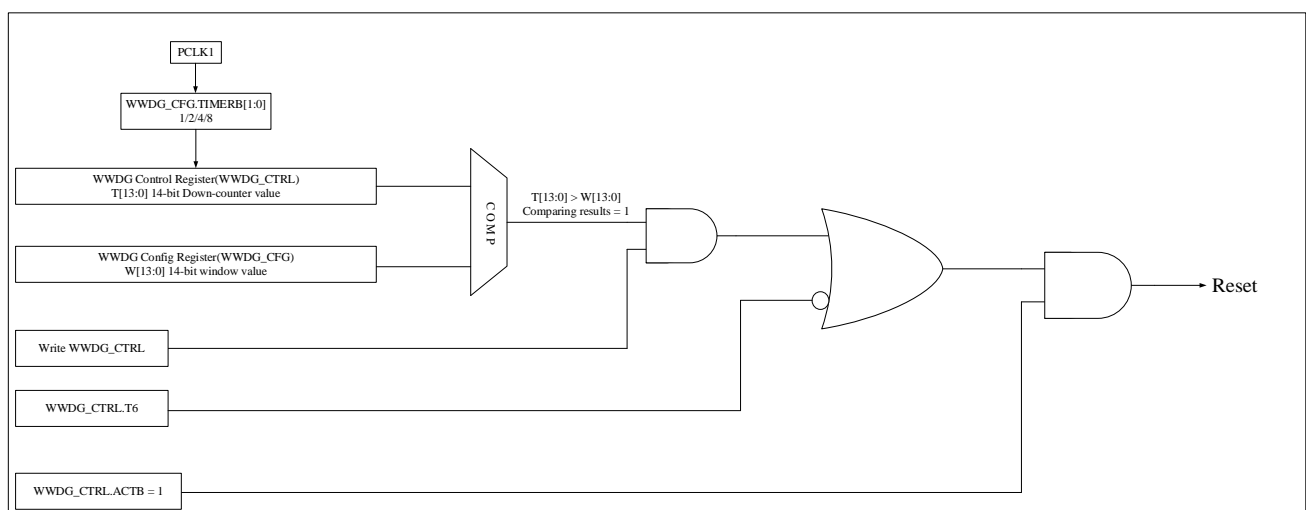 PCLK1
WWDG_CFG.TIMERB[1:0]
1/2/4/8
WWDG Control Register(WWDG_CTRL)
T[13:0] 14-bit Down-counter value
COMP
T[13:0] > W[13:0]
Comparing results = 1
WWDG Config Register(WWDG_CFG)
W[13:0] 14-bit window value
Reset
Write WWDG_CTRL
WWDG_CTRL.T6
WWDG_CTRL.ACTB = 1